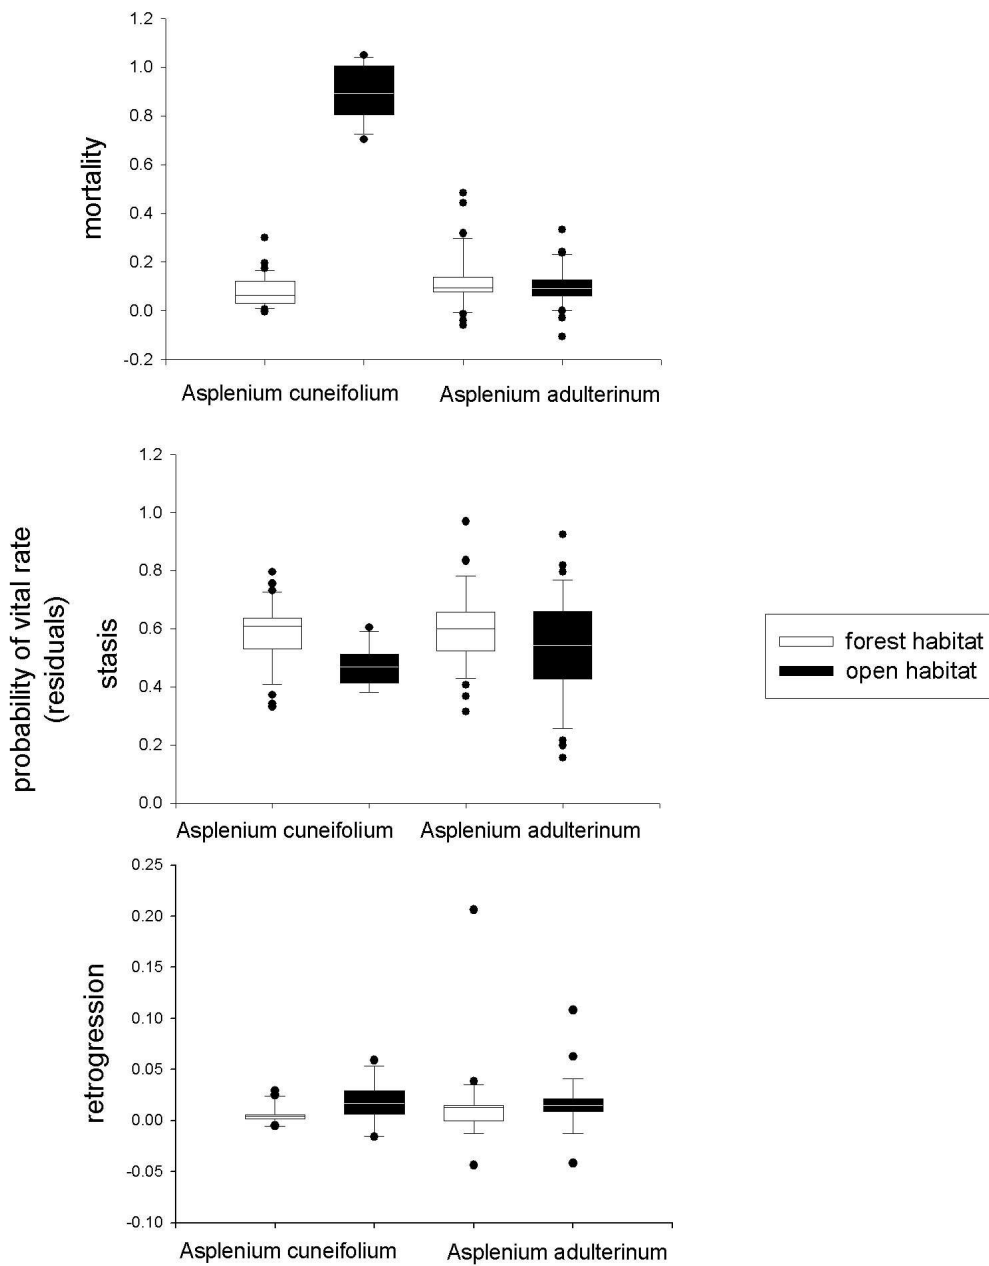 1.2
1.0
0.8
0.6
0.4
0.2
0.0
-0.2
mortality
Asplenium cuneifolium
Asplenium adulterinum
probability of vital rate
(residuals)
1.2
1.0
0.8
0.6
0.4
0.2
0.0
stasis
Asplenium cuneifolium
Asplenium adulterinum
forest habitat
open habitat
0.25
0.20
0.15
0.10
0.05
0.00
-0.05
-0.10
retrogression
Asplenium cuneifolium
Asplenium adulterinum